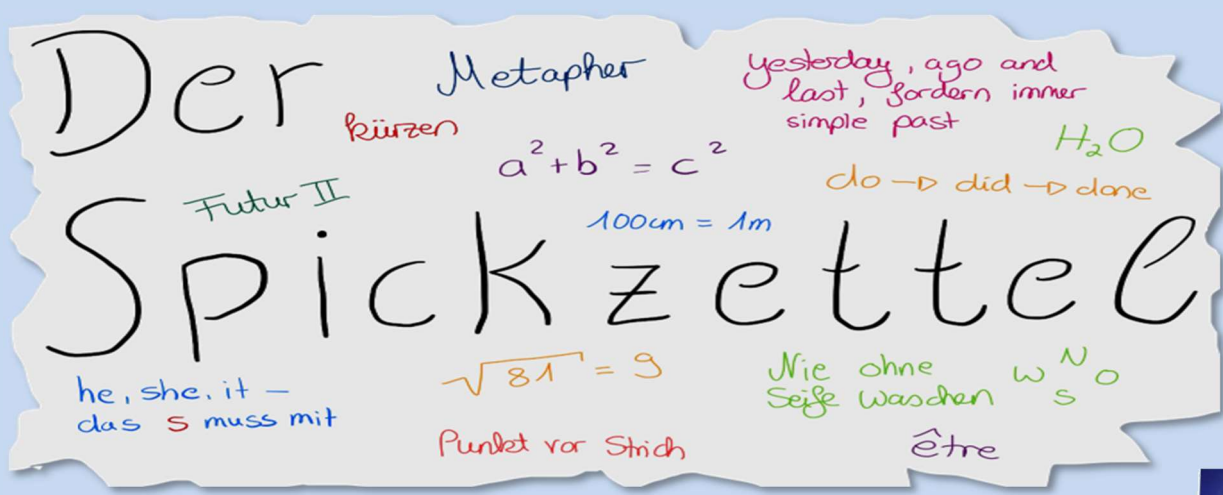 Der
Metapher
yesterday, ago and
last, fordern immer
simple past
kürzen
a² + b² = c²
H₂O
do → did → done
Futur II
100cm = 1m
Spickzettel
he, she, it –
das s muss mit
√81 = 9
Nie ohne
Seife waschen
N
W O
S
Punkt vor Strich
être